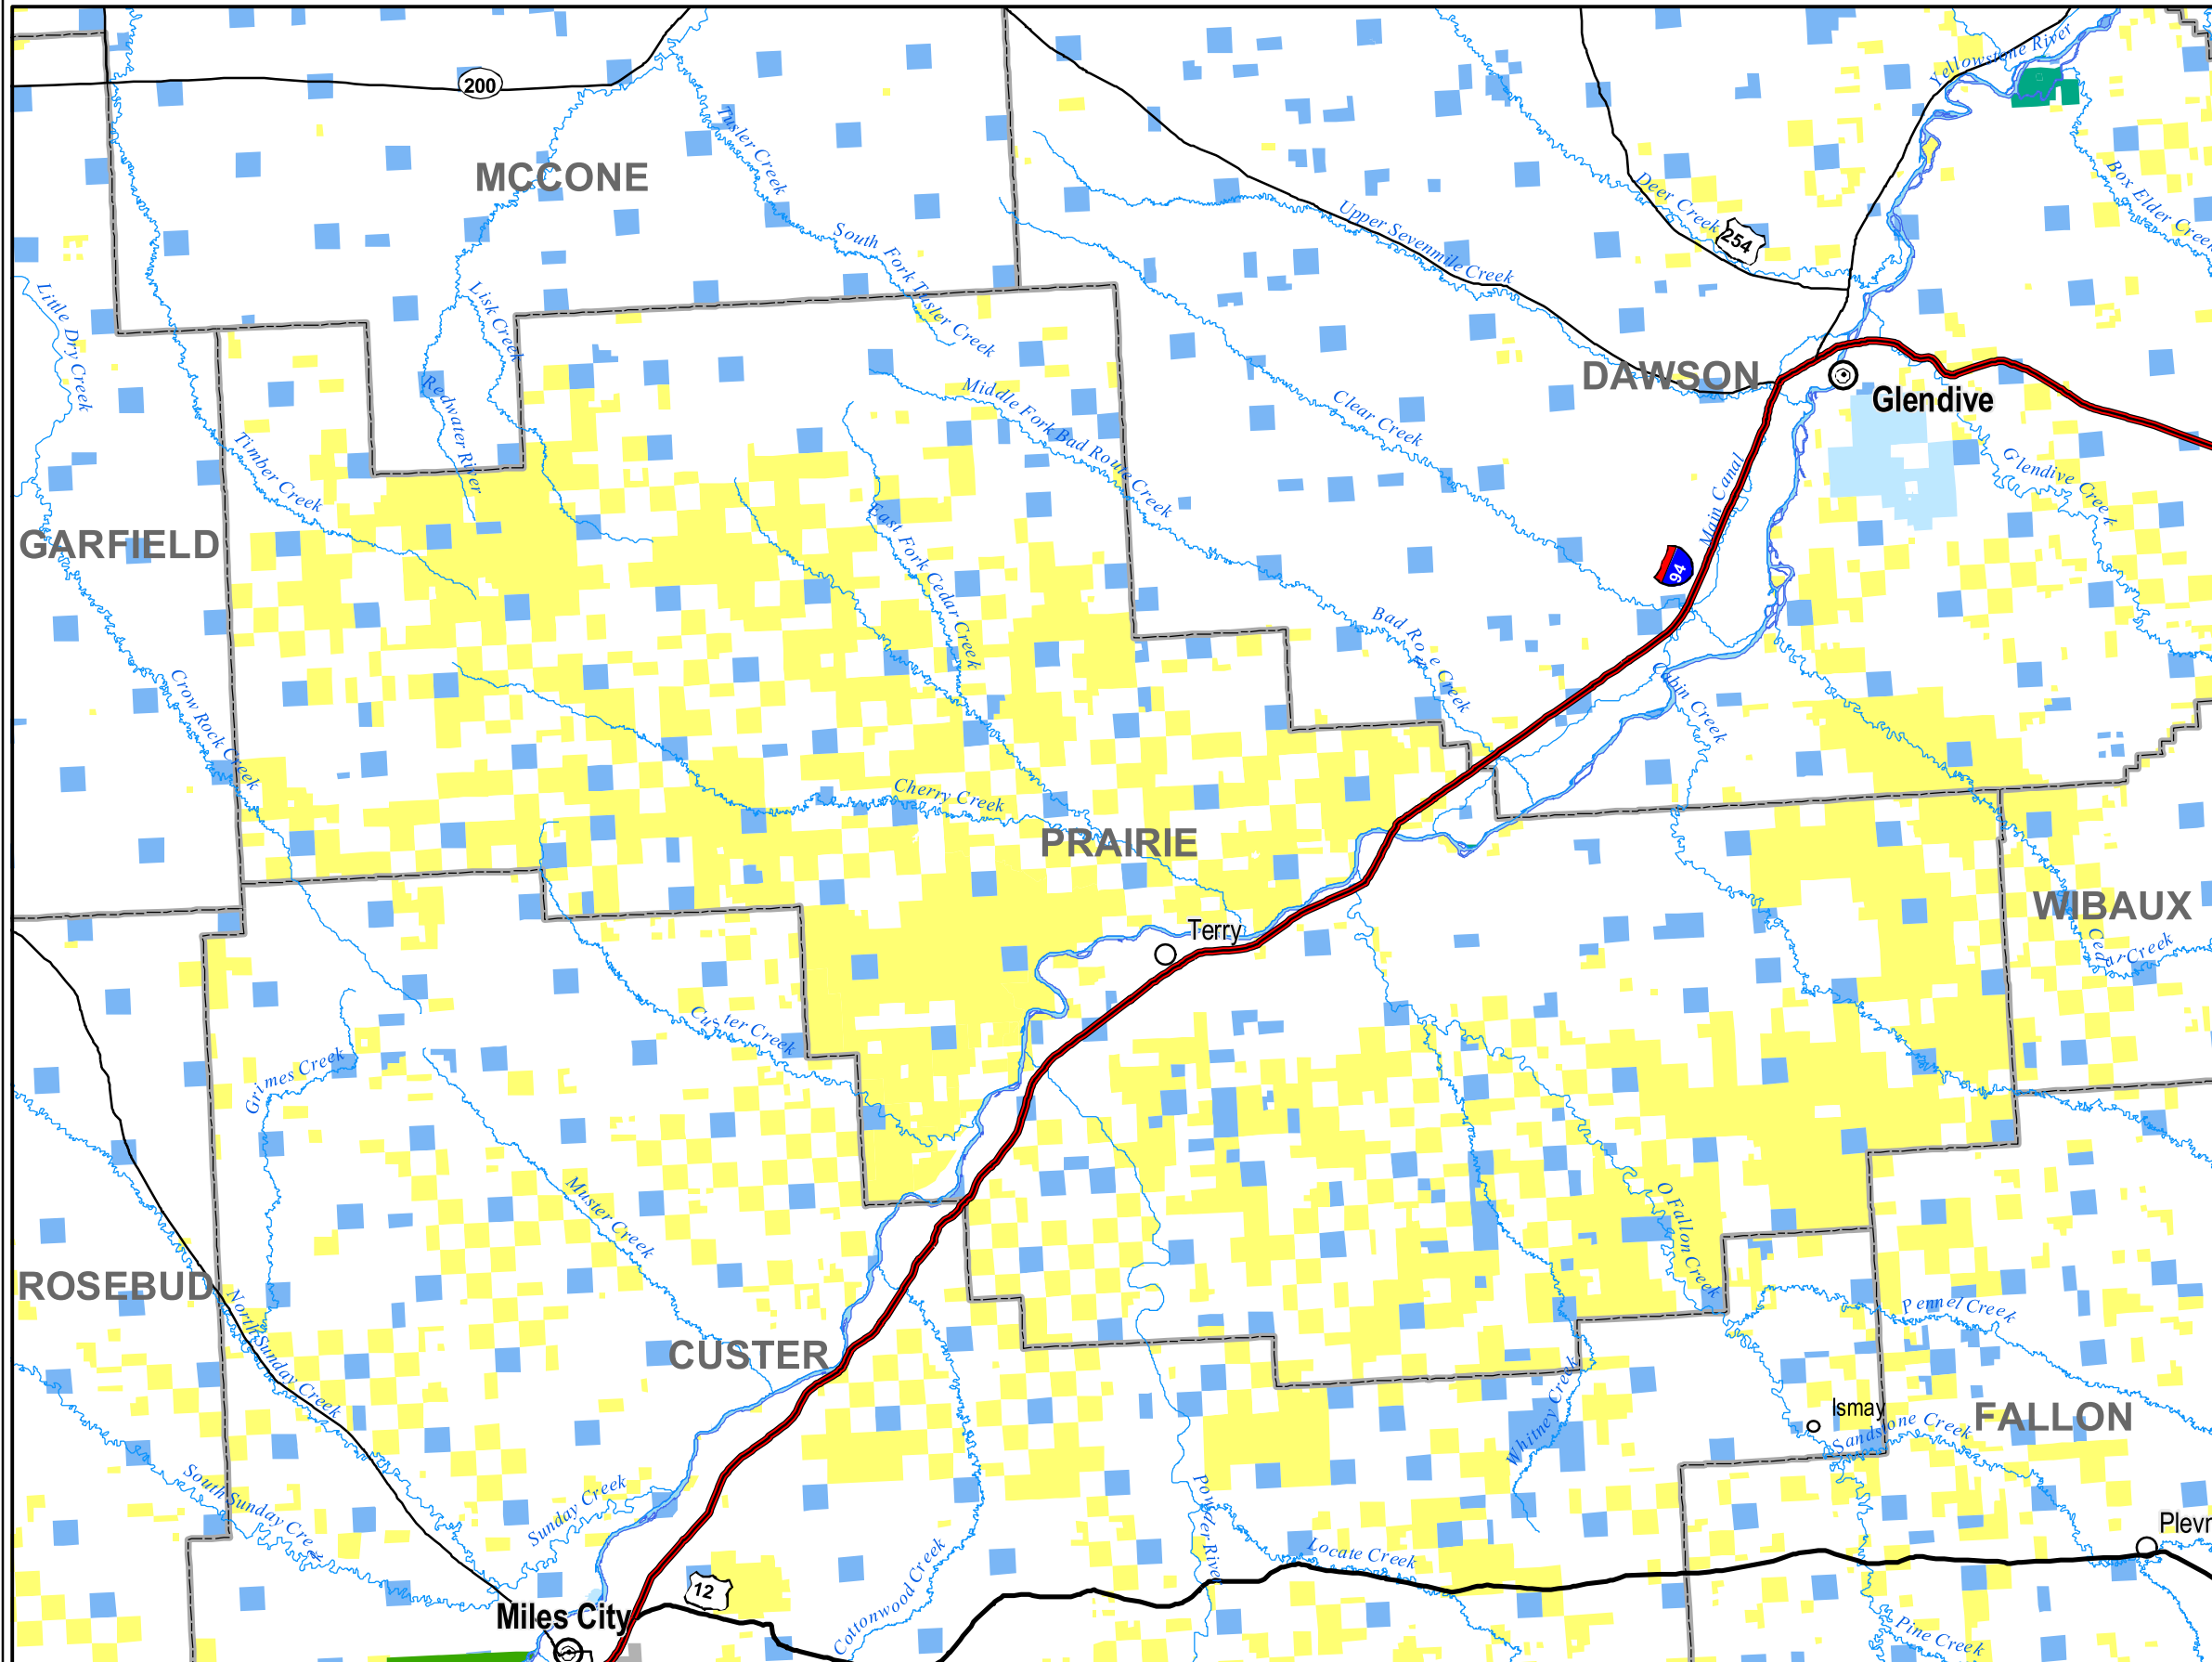 Yellowstone River
200
Tusler Creek
MCCONE
Box Elder Creek
Deer Creek
Upper Sevenmile Creek
254
South Fork Tusler Creek
Little Dry Creek
Lisk Creek
DAWSON
Glendive
Redwater River
Middle Fork Bad Route Creek
Clear Creek
Timber Creek
Glendive Creek
Main Canal
GARFIELD
East Fork Cedar Creek
94
Bad Route Creek
Cabin Creek
Crow Rock Creek
Cherry Creek
PRAIRIE
WIBAUX
Terry
Cedar Creek
Custer Creek
Grimes Creek
Muster Creek
O Fallon Creek
ROSEBUD
North Sunday Creek
Pennel Creek
CUSTER
Whitney Creek
Ismay
FALLON
Sandstone Creek
South Sunday Creek
Sunday Creek
Powder River
Plevn
Locate Creek
12
Cottonwood Creek
Miles City
Pine Creek